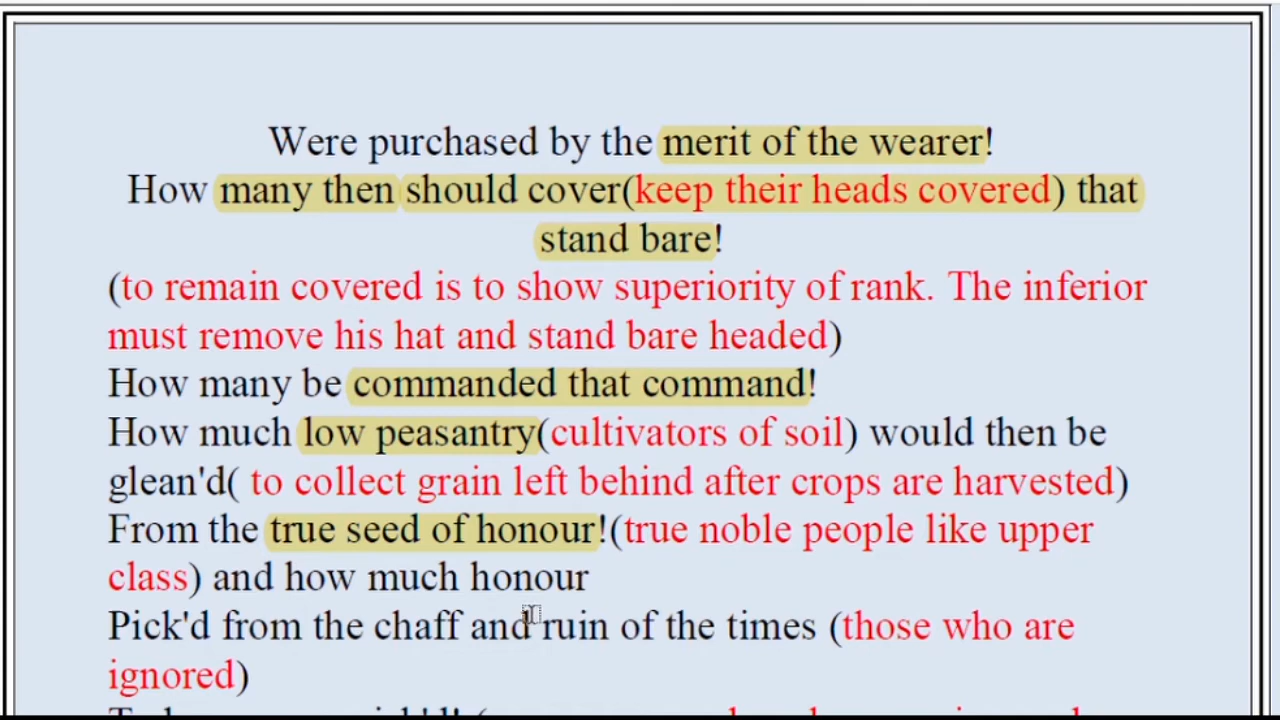 Were purchased by the merit of the wearer!
How many then should cover(keep their heads covered) that
stand bare!
(to remain covered is to show superiority of rank. The inferior
must remove his hat and stand bare headed)
How many be commanded that command!
How much low peasantry(cultivators of soil) would then be
glean'd( to collect grain left behind after crops are harvested)
From the true seed of honour!(true noble people like upper
class) and how much honour
Pick'd from the chaff and ruin of the times (those who are
ignored)